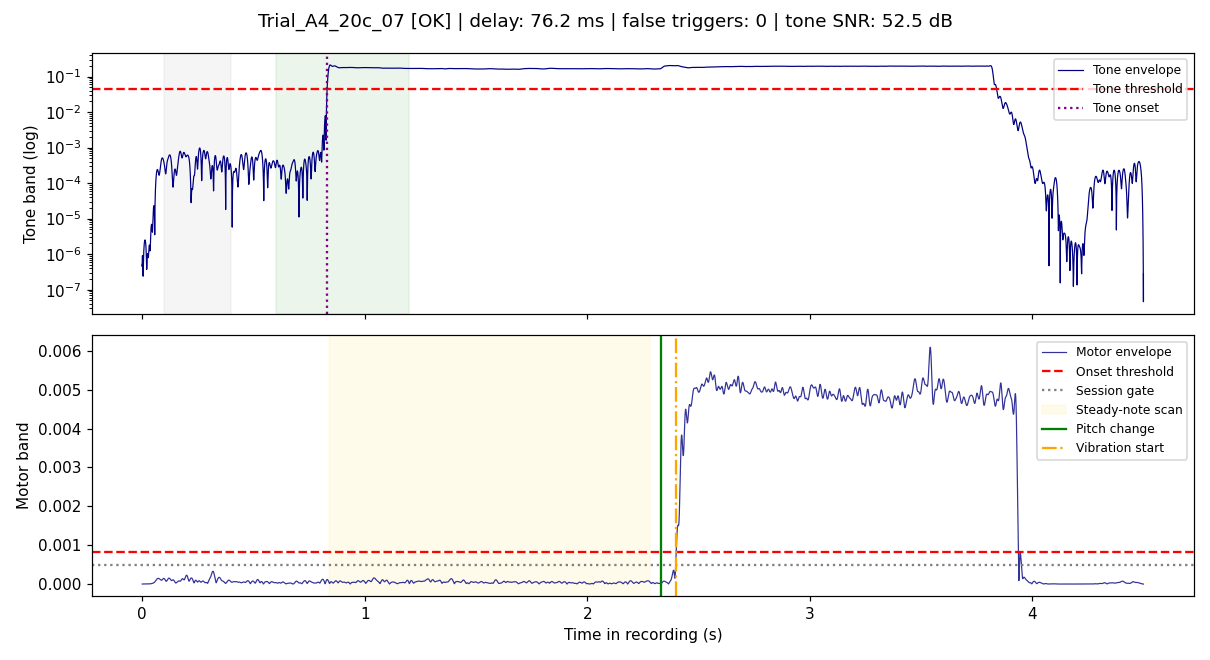 Trial_A4_20c_07 [OK] | delay: 76.2 ms | false triggers: 0 | tone SNR: 52.5 dB
Tone band (log)
10⁻¹
10⁻²
10⁻³
10⁻⁴
10⁻⁵
10⁻⁶
10⁻⁷
Tone envelope
Tone threshold
Tone onset
Motor band
0.006
0.005
0.004
0.003
0.002
0.001
0.000
Motor envelope
Onset threshold
Session gate
Steady-note scan
Pitch change
Vibration start
0 1 2 3 4
Time in recording (s)